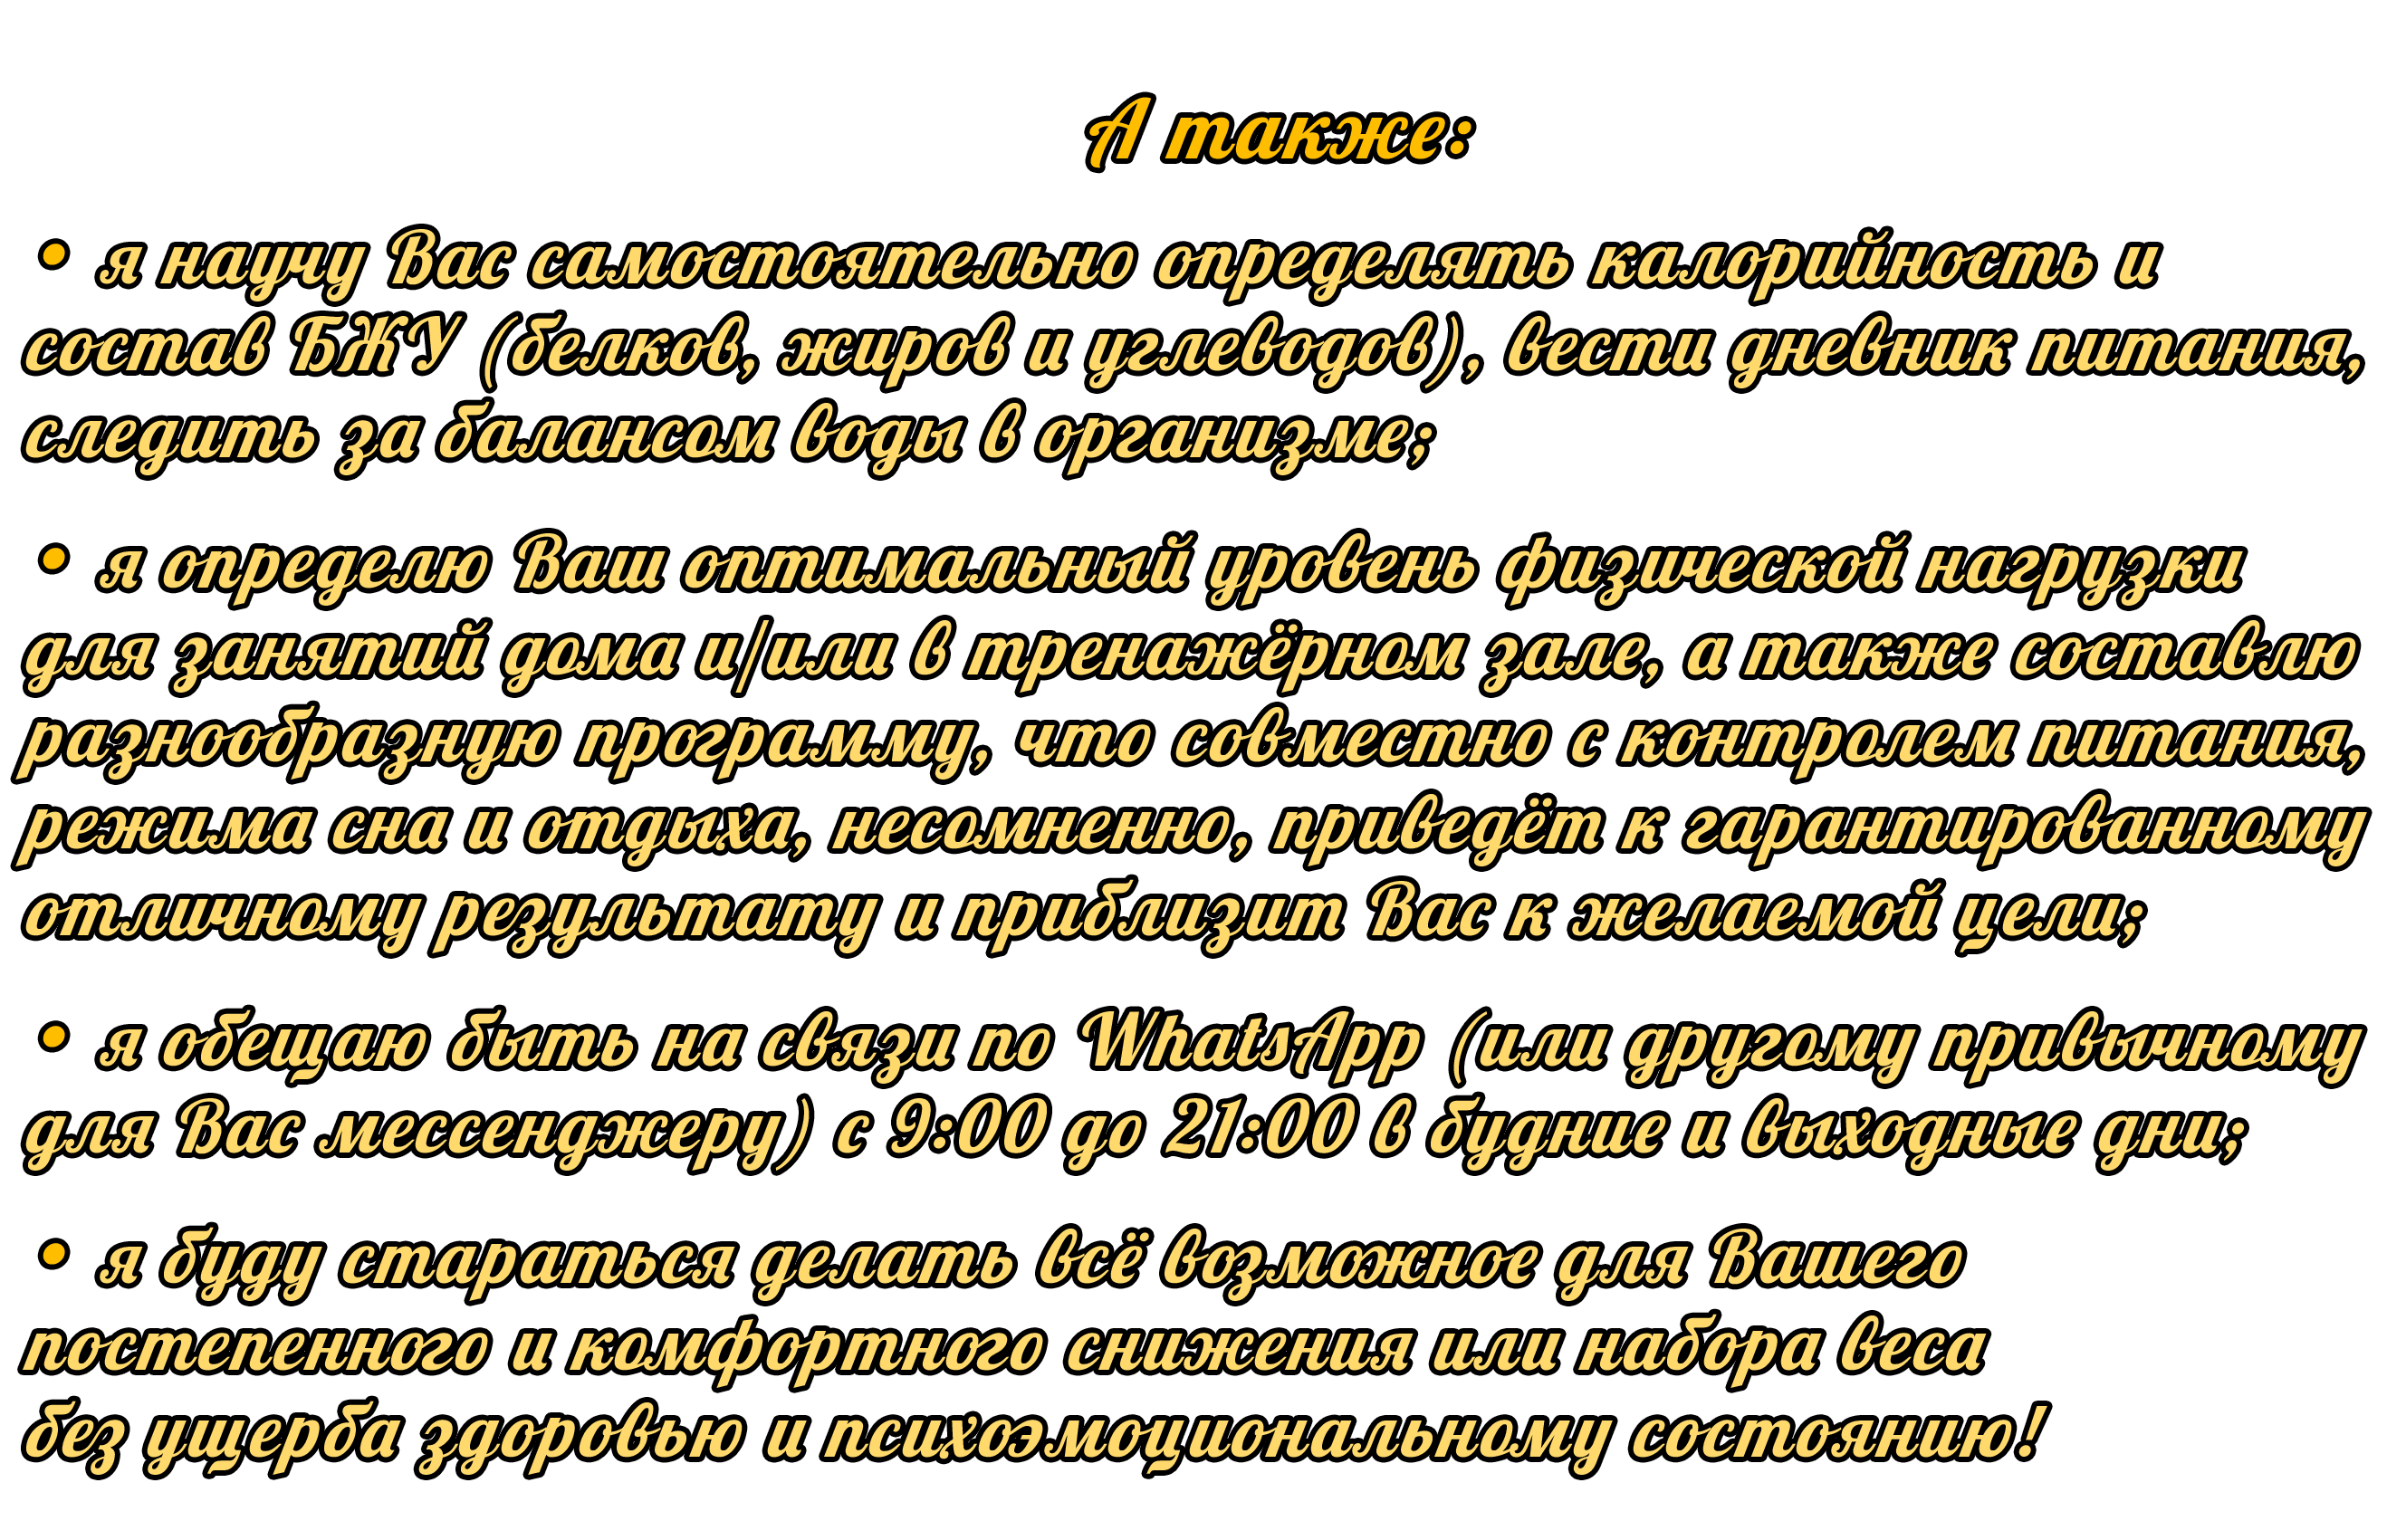 А также:
• я научу Вас самостоятельно определять калорийность и
состав БЖУ (белков, жиров и углеводов), вести дневник питания,
следить за балансом воды в организме;
• я определю Ваш оптимальный уровень физической нагрузки
для занятий дома и/или в тренажёрном зале, а также составлю
разнообразную программу, что совместно с контролем питания,
режима сна и отдыха, несомненно, приведёт к гарантированному
отличному результату и приблизит Вас к желаемой цели;
• я обещаю быть на связи по WhatsApp (или другому привычному
для Вас мессенджеру) с 9:00 до 21:00 в будние и выходные дни;
• я буду стараться делать всё возможное для Вашего
постепенного и комфортного снижения или набора веса
без ущерба здоровью и психоэмоциональному состоянию!